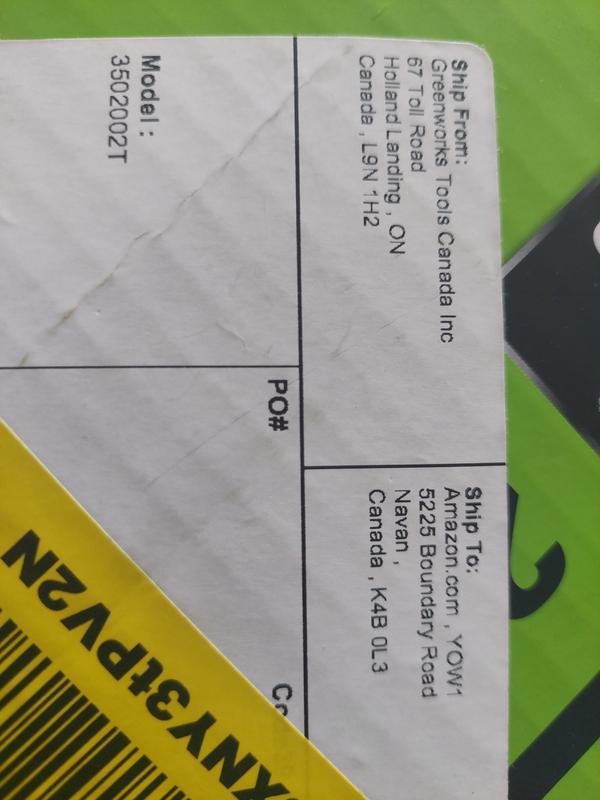 Ship From:
Greenworks Tools Canada Inc
67 Toll Road
Holland Landing , ON
Canada , L9N 1H2
Ship To:
Amazon.com , YOW1
5225 Boundary Road
Navan ,
Canada , K4B 0L3
Model :
3502002T
PO#
XNY3tPV2N
2